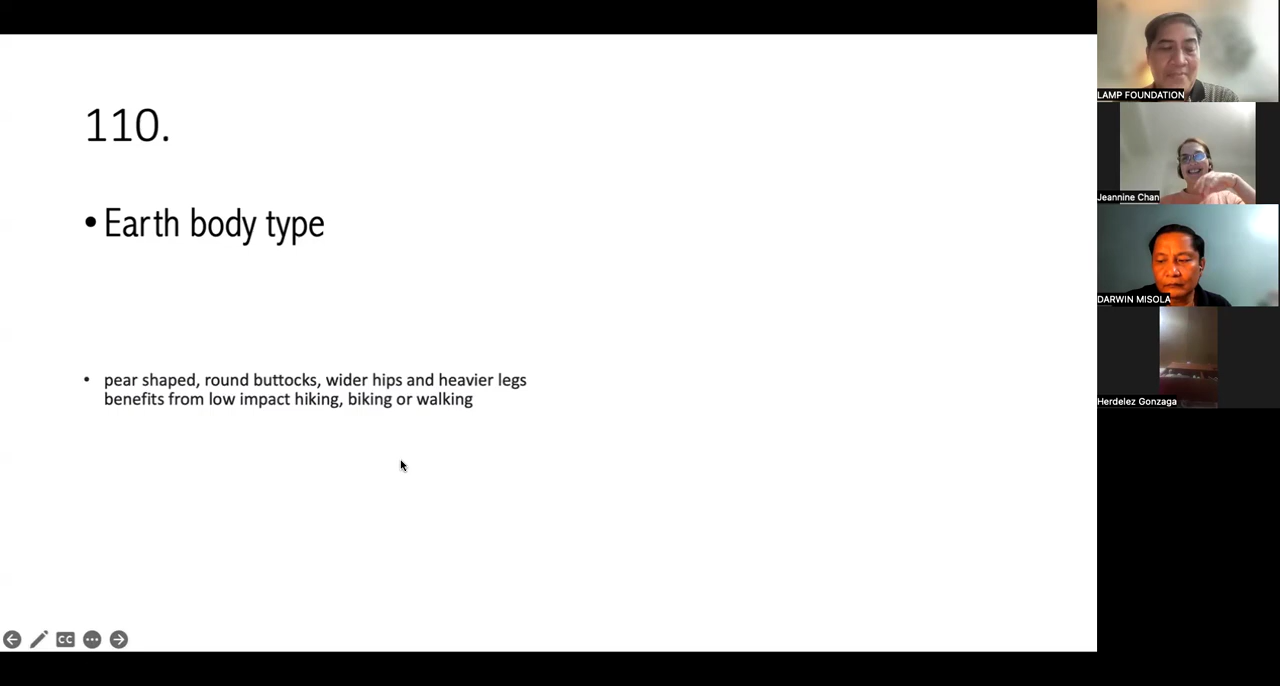 110.
• Earth body type
• pear shaped, round buttocks, wider hips and heavier legs
benefits from low impact hiking, biking or walking
CC
LAMP FOUNDATION
Jeannine Chan
DARWIN MISOLA
Herdelez Gonzaga